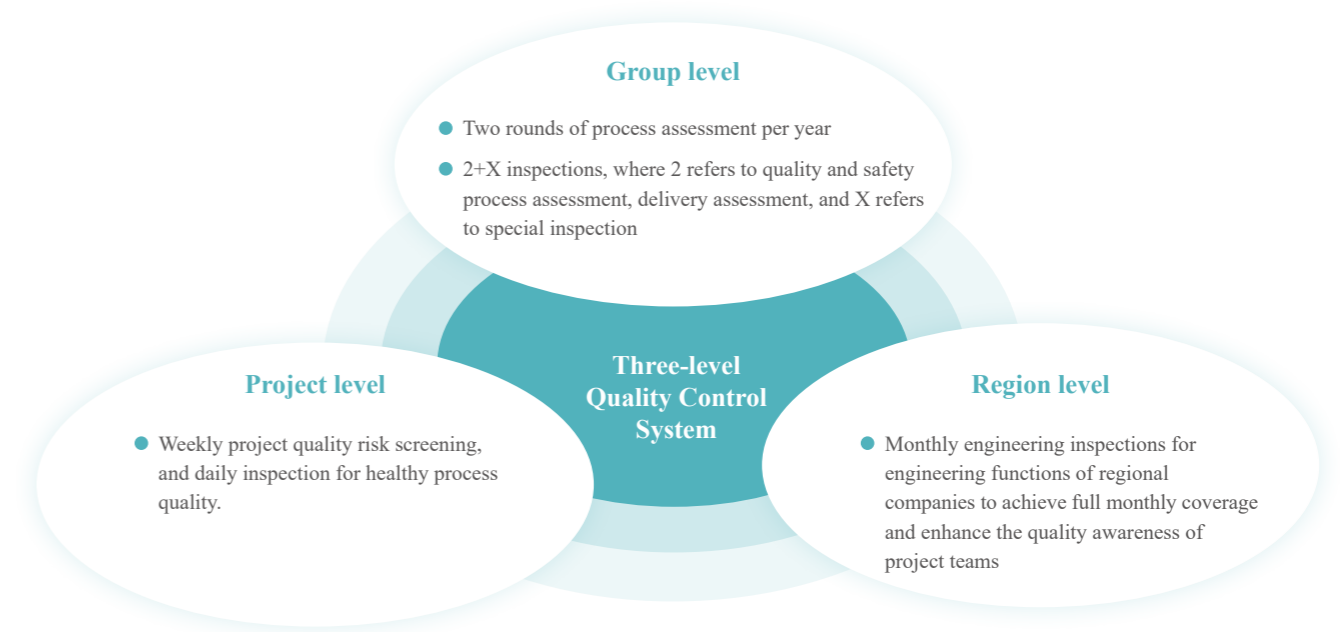 Group level
Two rounds of process assessment per year
2+X inspections, where 2 refers to quality and safety
process assessment, delivery assessment, and X refers
to special inspection
Three-level
Quality Control
System
Project level
Weekly project quality risk screening,
and daily inspection for healthy process
quality.
Region level
Monthly engineering inspections for
engineering functions of regional
companies to achieve full monthly coverage
and enhance the quality awareness of
project teams